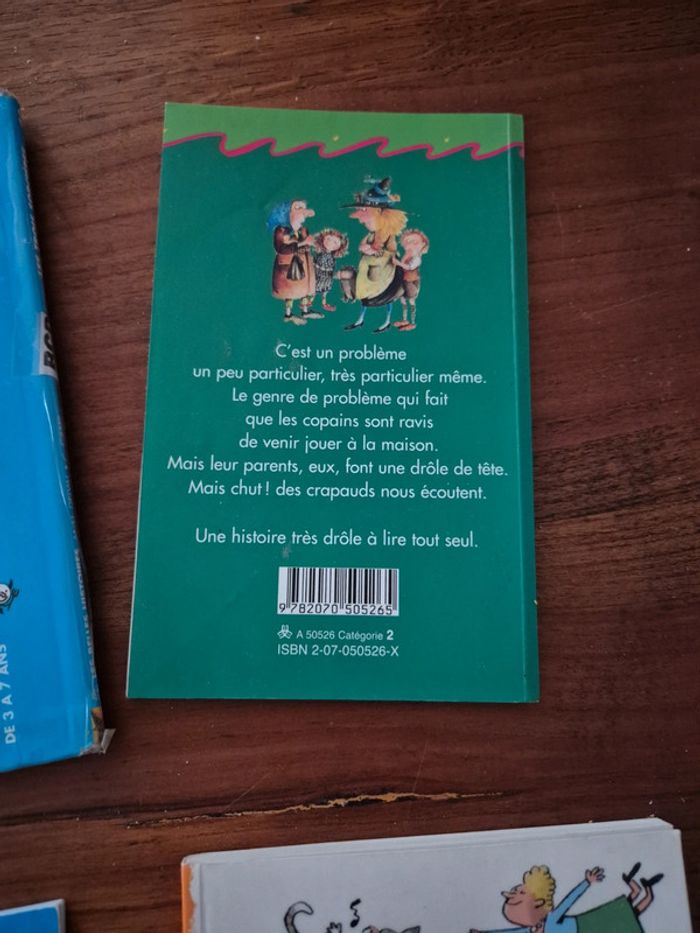 C'est un problème
un peu particulier, très particulier même.
Le genre de problème qui fait
que les copains sont ravis
de venir jouer à la maison.
Mais leur parents, eux, font une drôle de tête.
Mais chut! des crapauds nous écoutent.
Une histoire très drôle à lire tout seul.
9 782070 505265
A 50526 Catégorie 2
ISBN 2-07-050526-X
DE 3 A 7 ANS